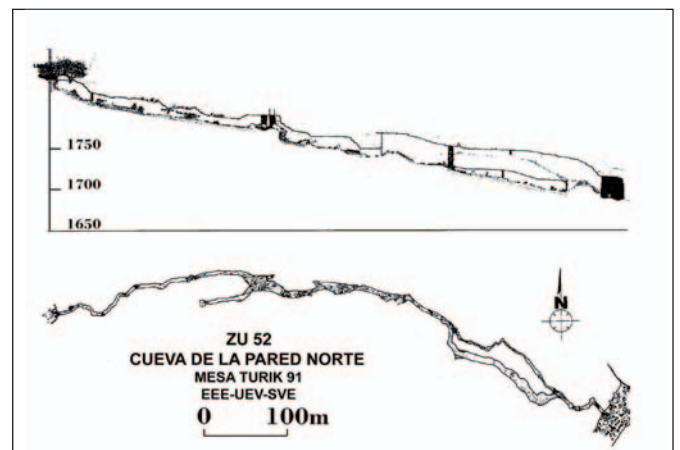 1750
1700
1650
N
ZU 52
CUEVA DE LA PARED NORTE
MESA TURIK 91
EEE-UEV-SVE
0 100m